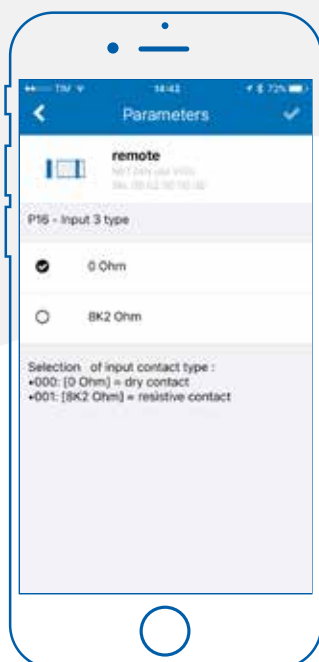 TIM
14:42
72%
Parameters
remote
P16 - Input 3 type
0 Ohm
8K2 Ohm
Selection of input contact type :
•000: [0 Ohm] = dry contact
•001: [8K2 Ohm] = resistive contact